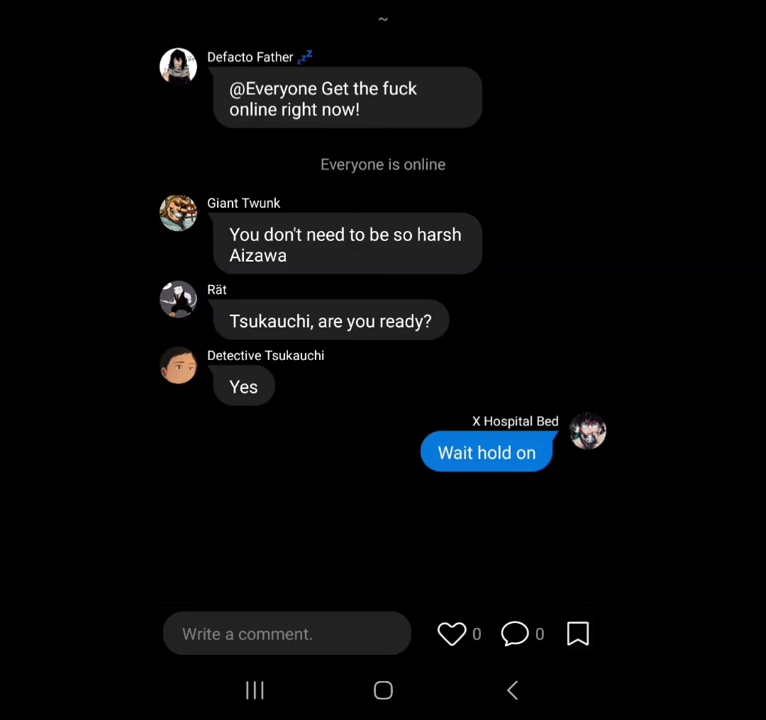 ~
Defacto Father 💤
@Everyone Get the fuck
online right now!
Everyone is online
Giant Twunk
You don't need to be so harsh
Aizawa
Rät
Tsukauchi, are you ready?
Detective Tsukauchi
Yes
X Hospital Bed
Wait hold on
Write a comment.
0
0